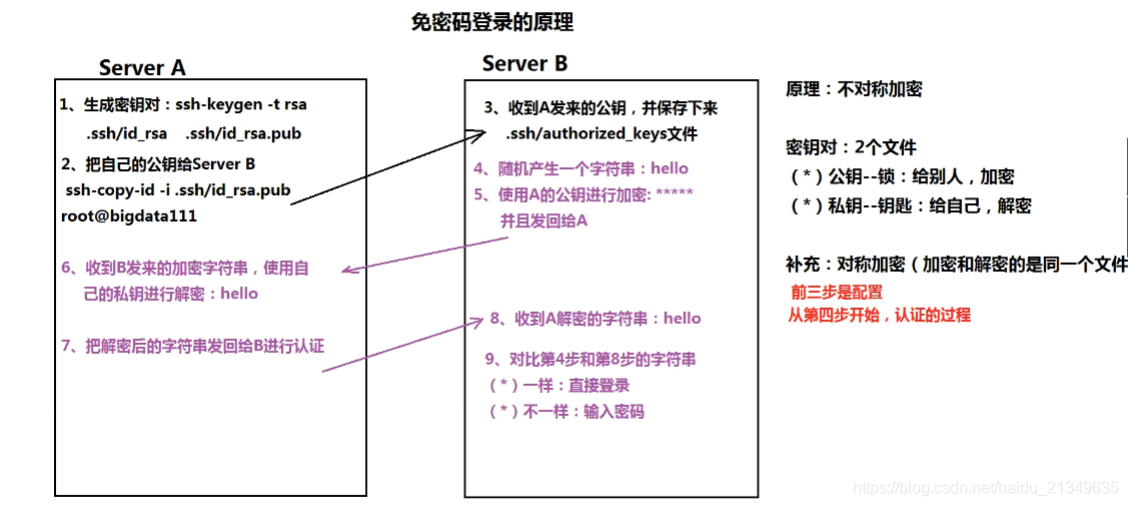 免密码登录的原理
Server A
1、生成密钥对：ssh-keygen -t rsa
.ssh/id_rsa .ssh/id_rsa.pub
2、把自己的公钥给Server B
ssh-copy-id -i .ssh/id_rsa.pub
root@bigdata111
6、收到B发来的加密字符串，使用自
己的私钥进行解密：hello
7、把解密后的字符串发回给B进行认证
Server B
3、收到A发来的公钥，并保存下来
.ssh/authorized_keys文件
4、随机产生一个字符串：hello
5、使用A的公钥进行加密: *****
并且发回给A
8、收到A解密的字符串：hello
9、对比第4步和第8步的字符串
（*）一样：直接登录
（*）不一样：输入密码
原理：不对称加密
密钥对：2个文件
（*）公钥--锁：给别人，加密
（*）私钥--钥匙：给自己，解密
补充：对称加密（加密和解密的是同一个文件
前三步是配置
从第四步开始，认证的过程
https://blog.csdn.net/baidu_21349635